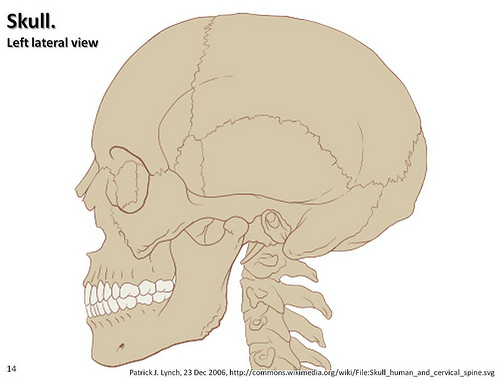 Skull.
Left lateral view
14
Patrick J. Lynch, 23 Dec 2006, http://commons.wikimedia.org/wiki/File:Skull_human_and_cervical_spine.svg